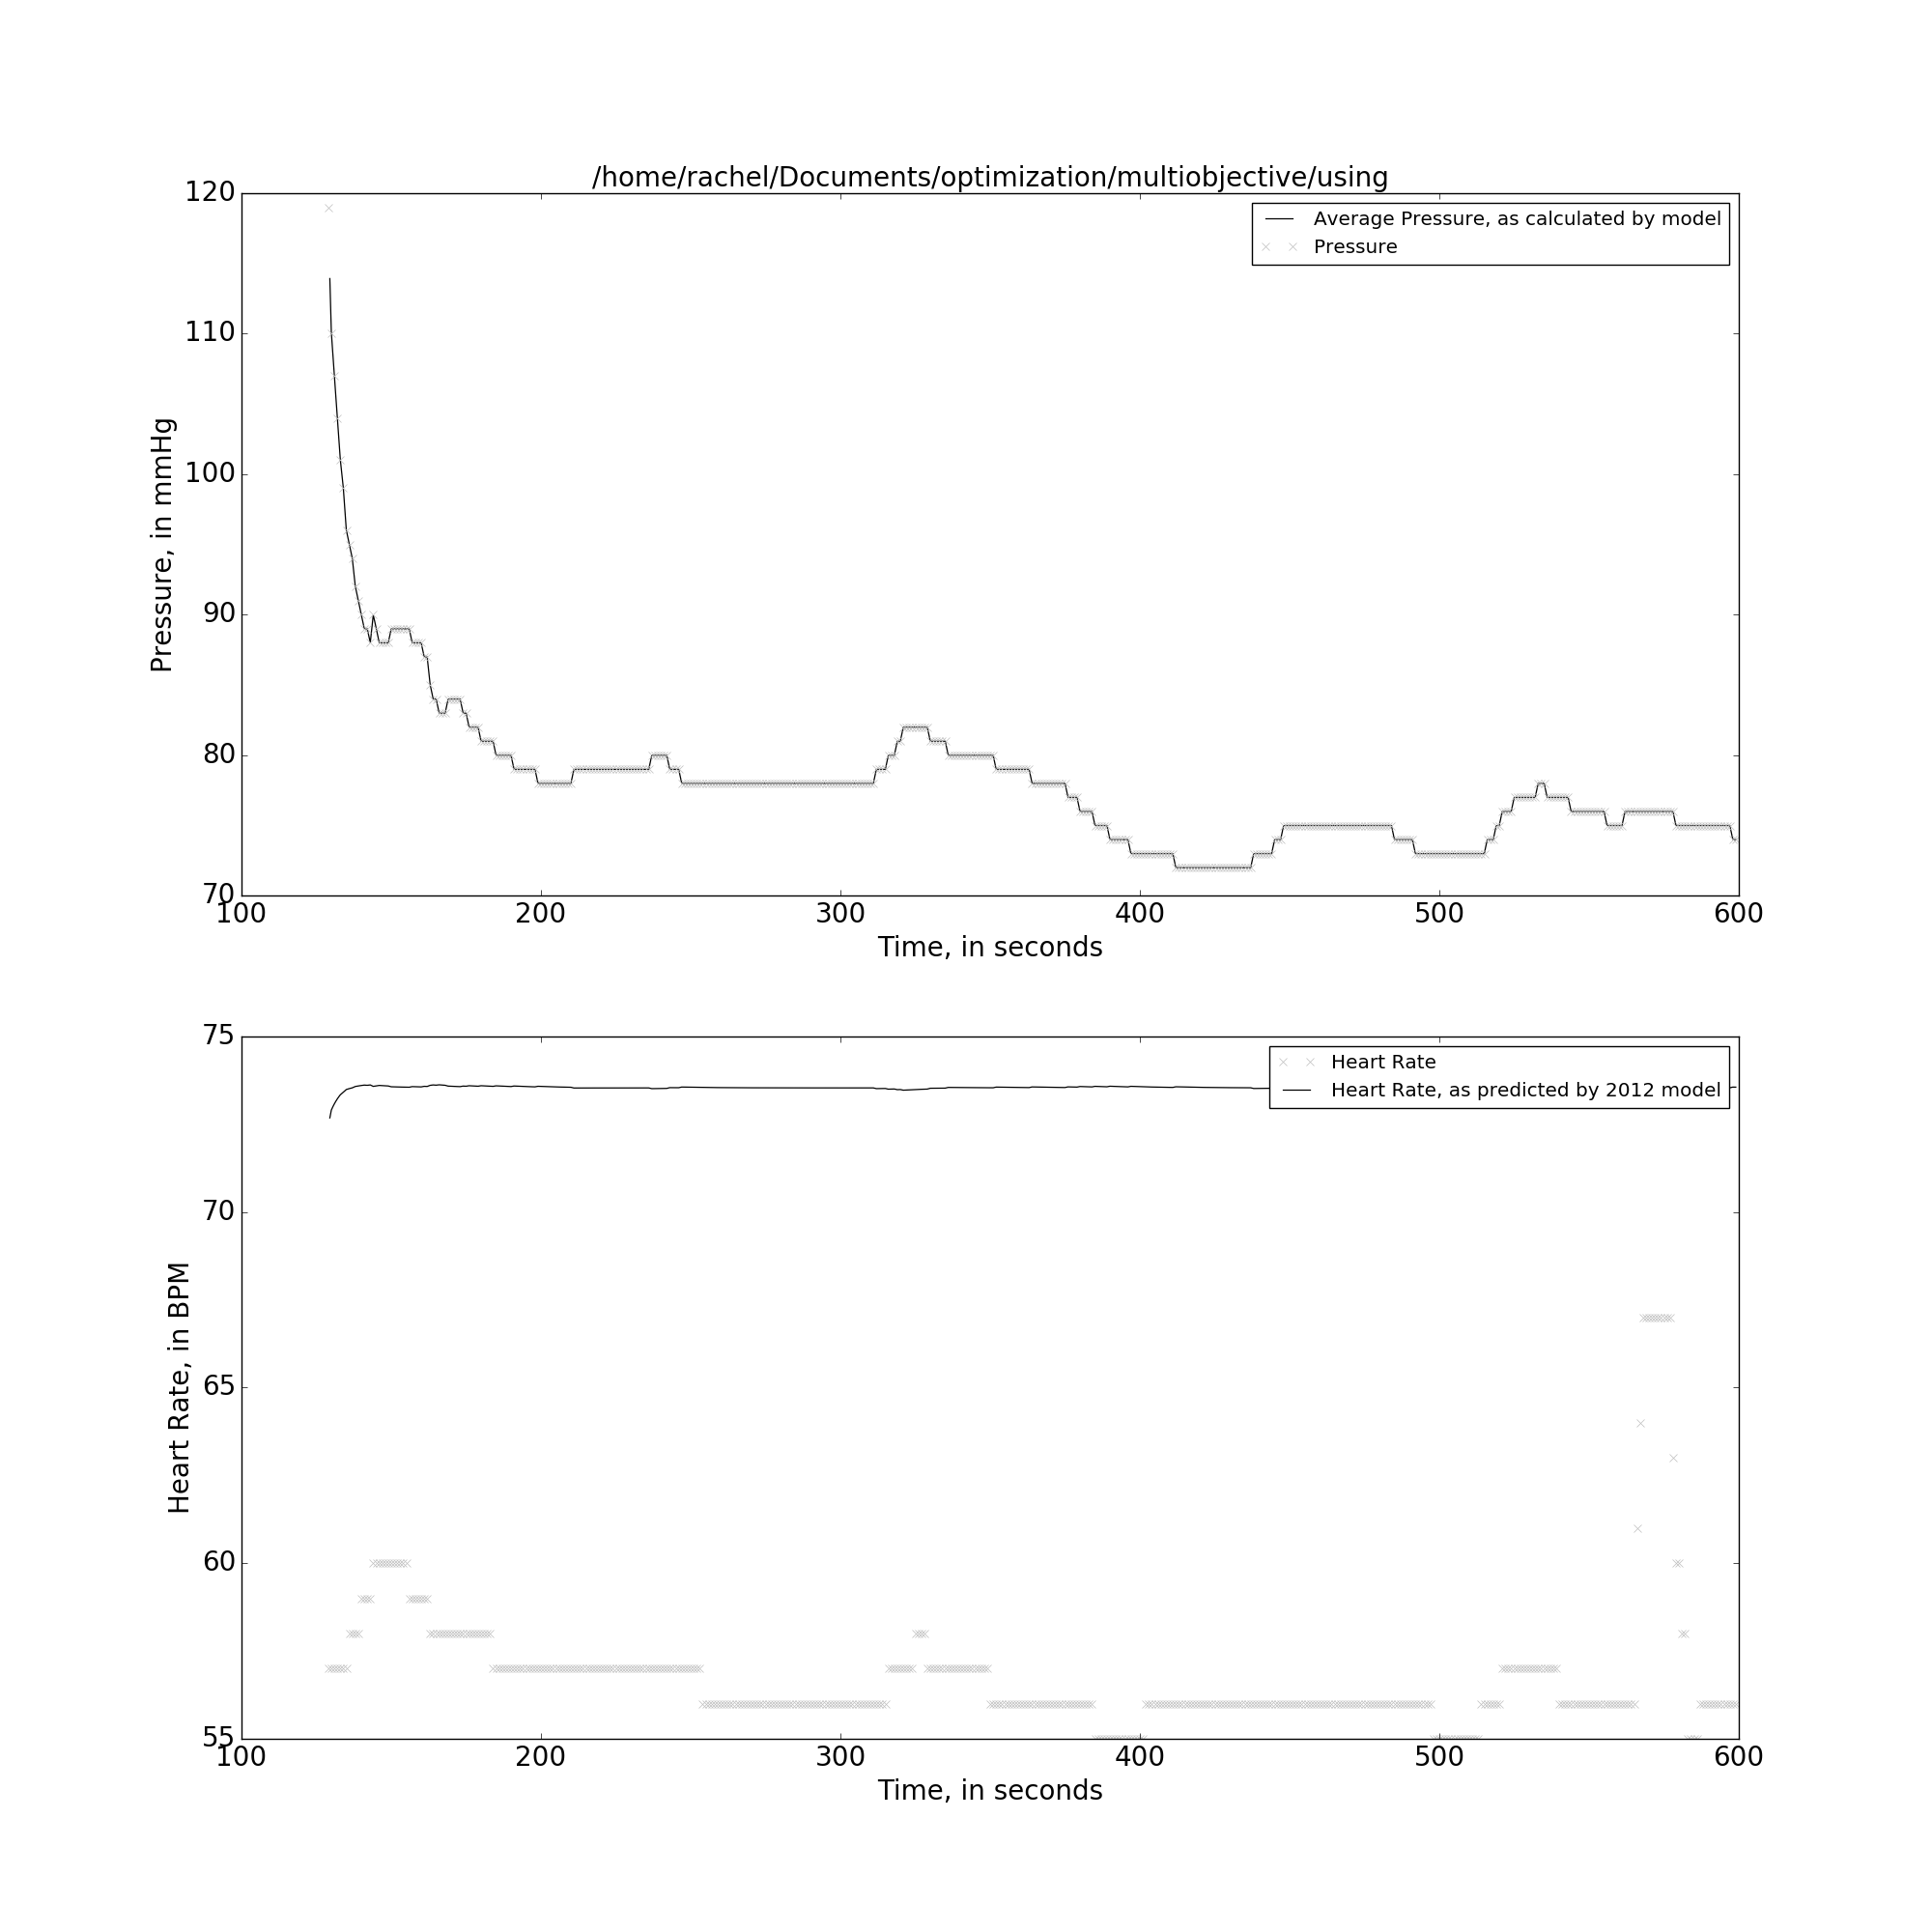 /home/rachel/Documents/optimization/multiobjective/using
120
110
100
90
80
70
Pressure, in mmHg
Average Pressure, as calculated by model
Pressure
100 200 300 400 500 600
Time, in seconds
75
70
65
60
55
Heart Rate, in BPM
Heart Rate
Heart Rate, as predicted by 2012 model
100 200 300 400 500 600
Time, in seconds